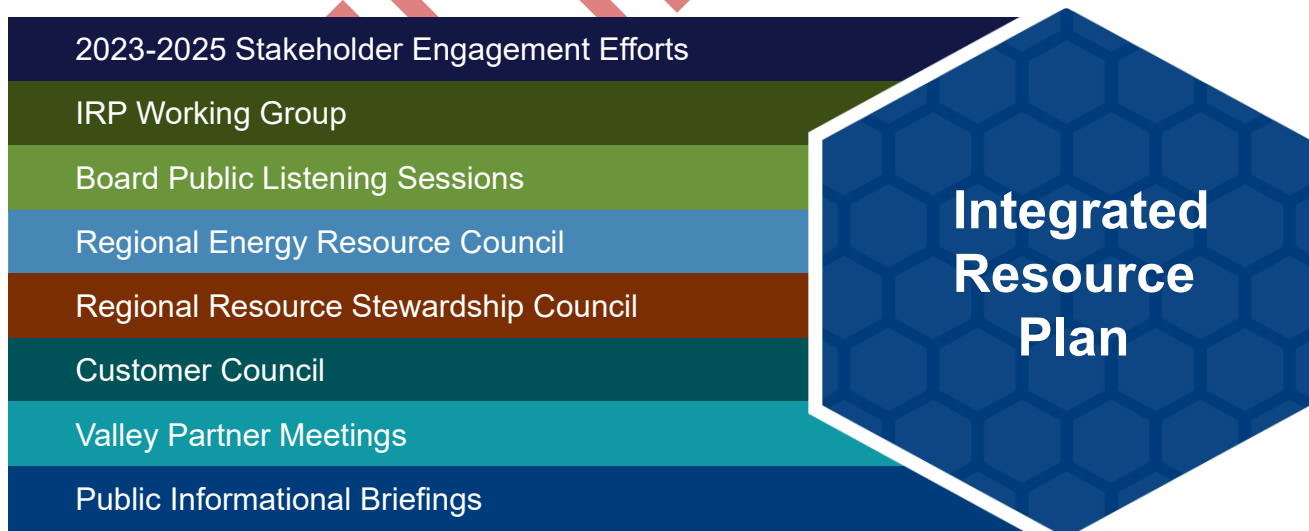 2023-2025 Stakeholder Engagement Efforts
IRP Working Group
Board Public Listening Sessions
Regional Energy Resource Council
Regional Resource Stewardship Council
Customer Council
Valley Partner Meetings
Public Informational Briefings
Integrated
Resource
Plan